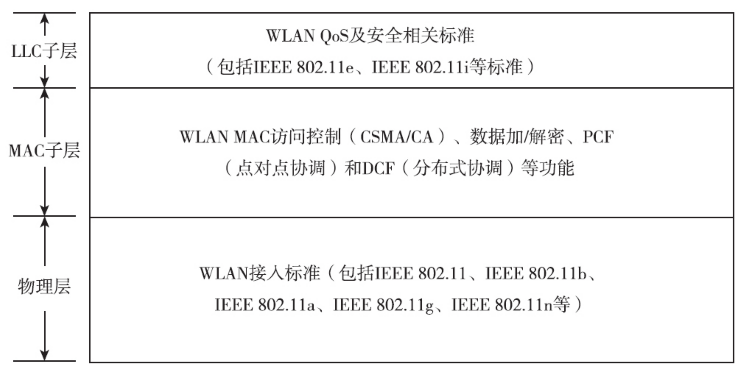 LLC子层
WLAN QoS及安全相关标准
（包括IEEE 802.11e、IEEE 802.11i等标准）
MAC子层
WLAN MAC访问控制（CSMA/CA）、数据加/解密、PCF
（点对点协调）和DCF（分布式协调）等功能
物理层
WLAN接入标准（包括IEEE 802.11、IEEE 802.11b、
IEEE 802.11a、IEEE 802.11g、IEEE 802.11n等）